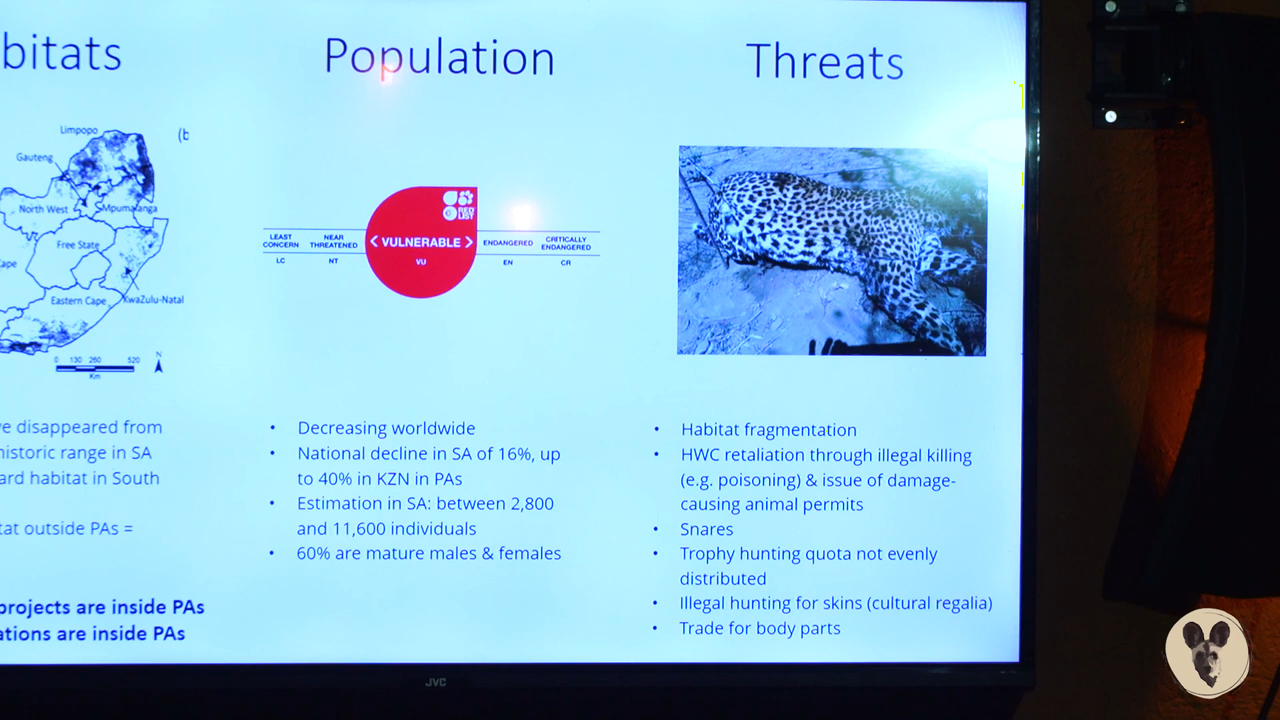 bitats
Limpopo
(b
Gauteng
North West
Mpumalanga
Free State
ape
Eastern Cape
KwaZulu-Natal
0 130 260 520
Km
N
e disappeared from
historic range in SA
ard habitat in South
tat outside PAs =
projects are inside PAs
ations are inside PAs
Population
RED
LIST
LEAST
CONCERN
NEAR
THREATENED
< VULNERABLE >
ENDANGERED
CRITICALLY
ENDANGERED
LC
NT
VU
EN
CR
• Decreasing worldwide
• National decline in SA of 16%, up
to 40% in KZN in PAs
• Estimation in SA: between 2,800
and 11,600 individuals
• 60% are mature males & females
Threats
• Habitat fragmentation
• HWC retaliation through illegal killing
(e.g. poisoning) & issue of damage-
causing animal permits
• Snares
• Trophy hunting quota not evenly
distributed
• Illegal hunting for skins (cultural regalia)
• Trade for body parts
JVC